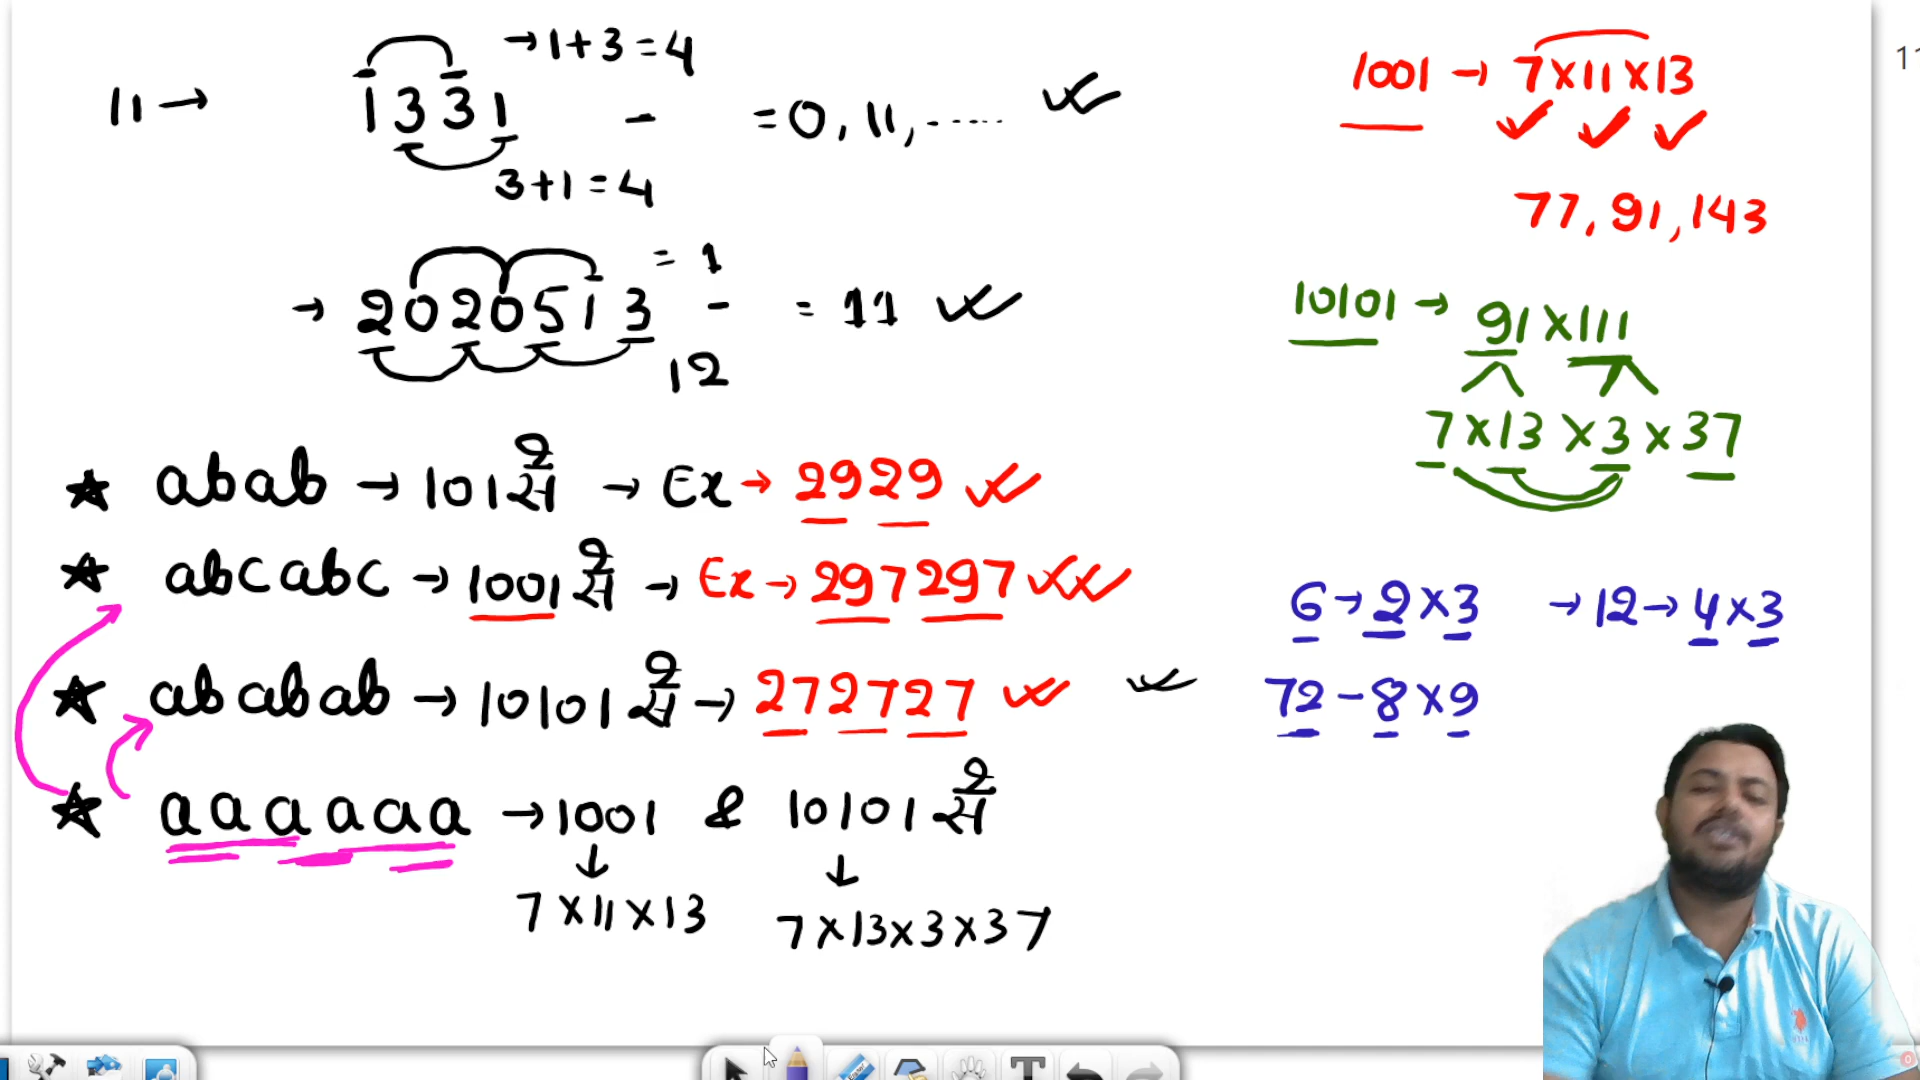 → 1 + 3 = 4
11 → 1331 - = 0, 11, .....
3 + 1 = 4
= 1
→ 2020513 - = 11
12
★ abab → 101 से → Ex → 2929
★ abcabc → 1001 से → Ex → 297297
★ ababab → 10101 से → 272727
★ aaaaaa → 1001 & 10101 से
7 × 11 × 13
7 × 13 × 3 × 37
1001 → 7 × 11 × 13
77, 91, 143
10101 → 91 × 111
7 × 13 × 3 × 37
6 → 2 × 3 → 12 → 4 × 3
72 - 8 × 9
11